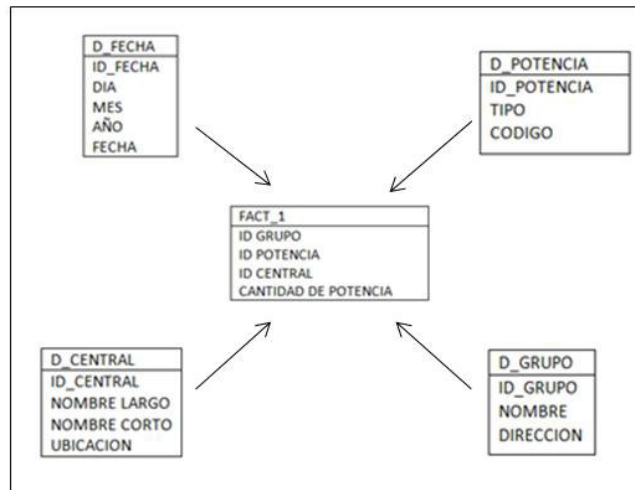 D_FECHA
ID_FECHA
DIA
MES
AÑO
FECHA
D_POTENCIA
ID_POTENCIA
TIPO
CODIGO
FACT_1
ID GRUPO
ID POTENCIA
ID CENTRAL
CANTIDAD DE POTENCIA
D_CENTRAL
ID_CENTRAL
NOMBRE LARGO
NOMBRE CORTO
UBICACION
D_GRUPO
ID_GRUPO
NOMBRE
DIRECCION